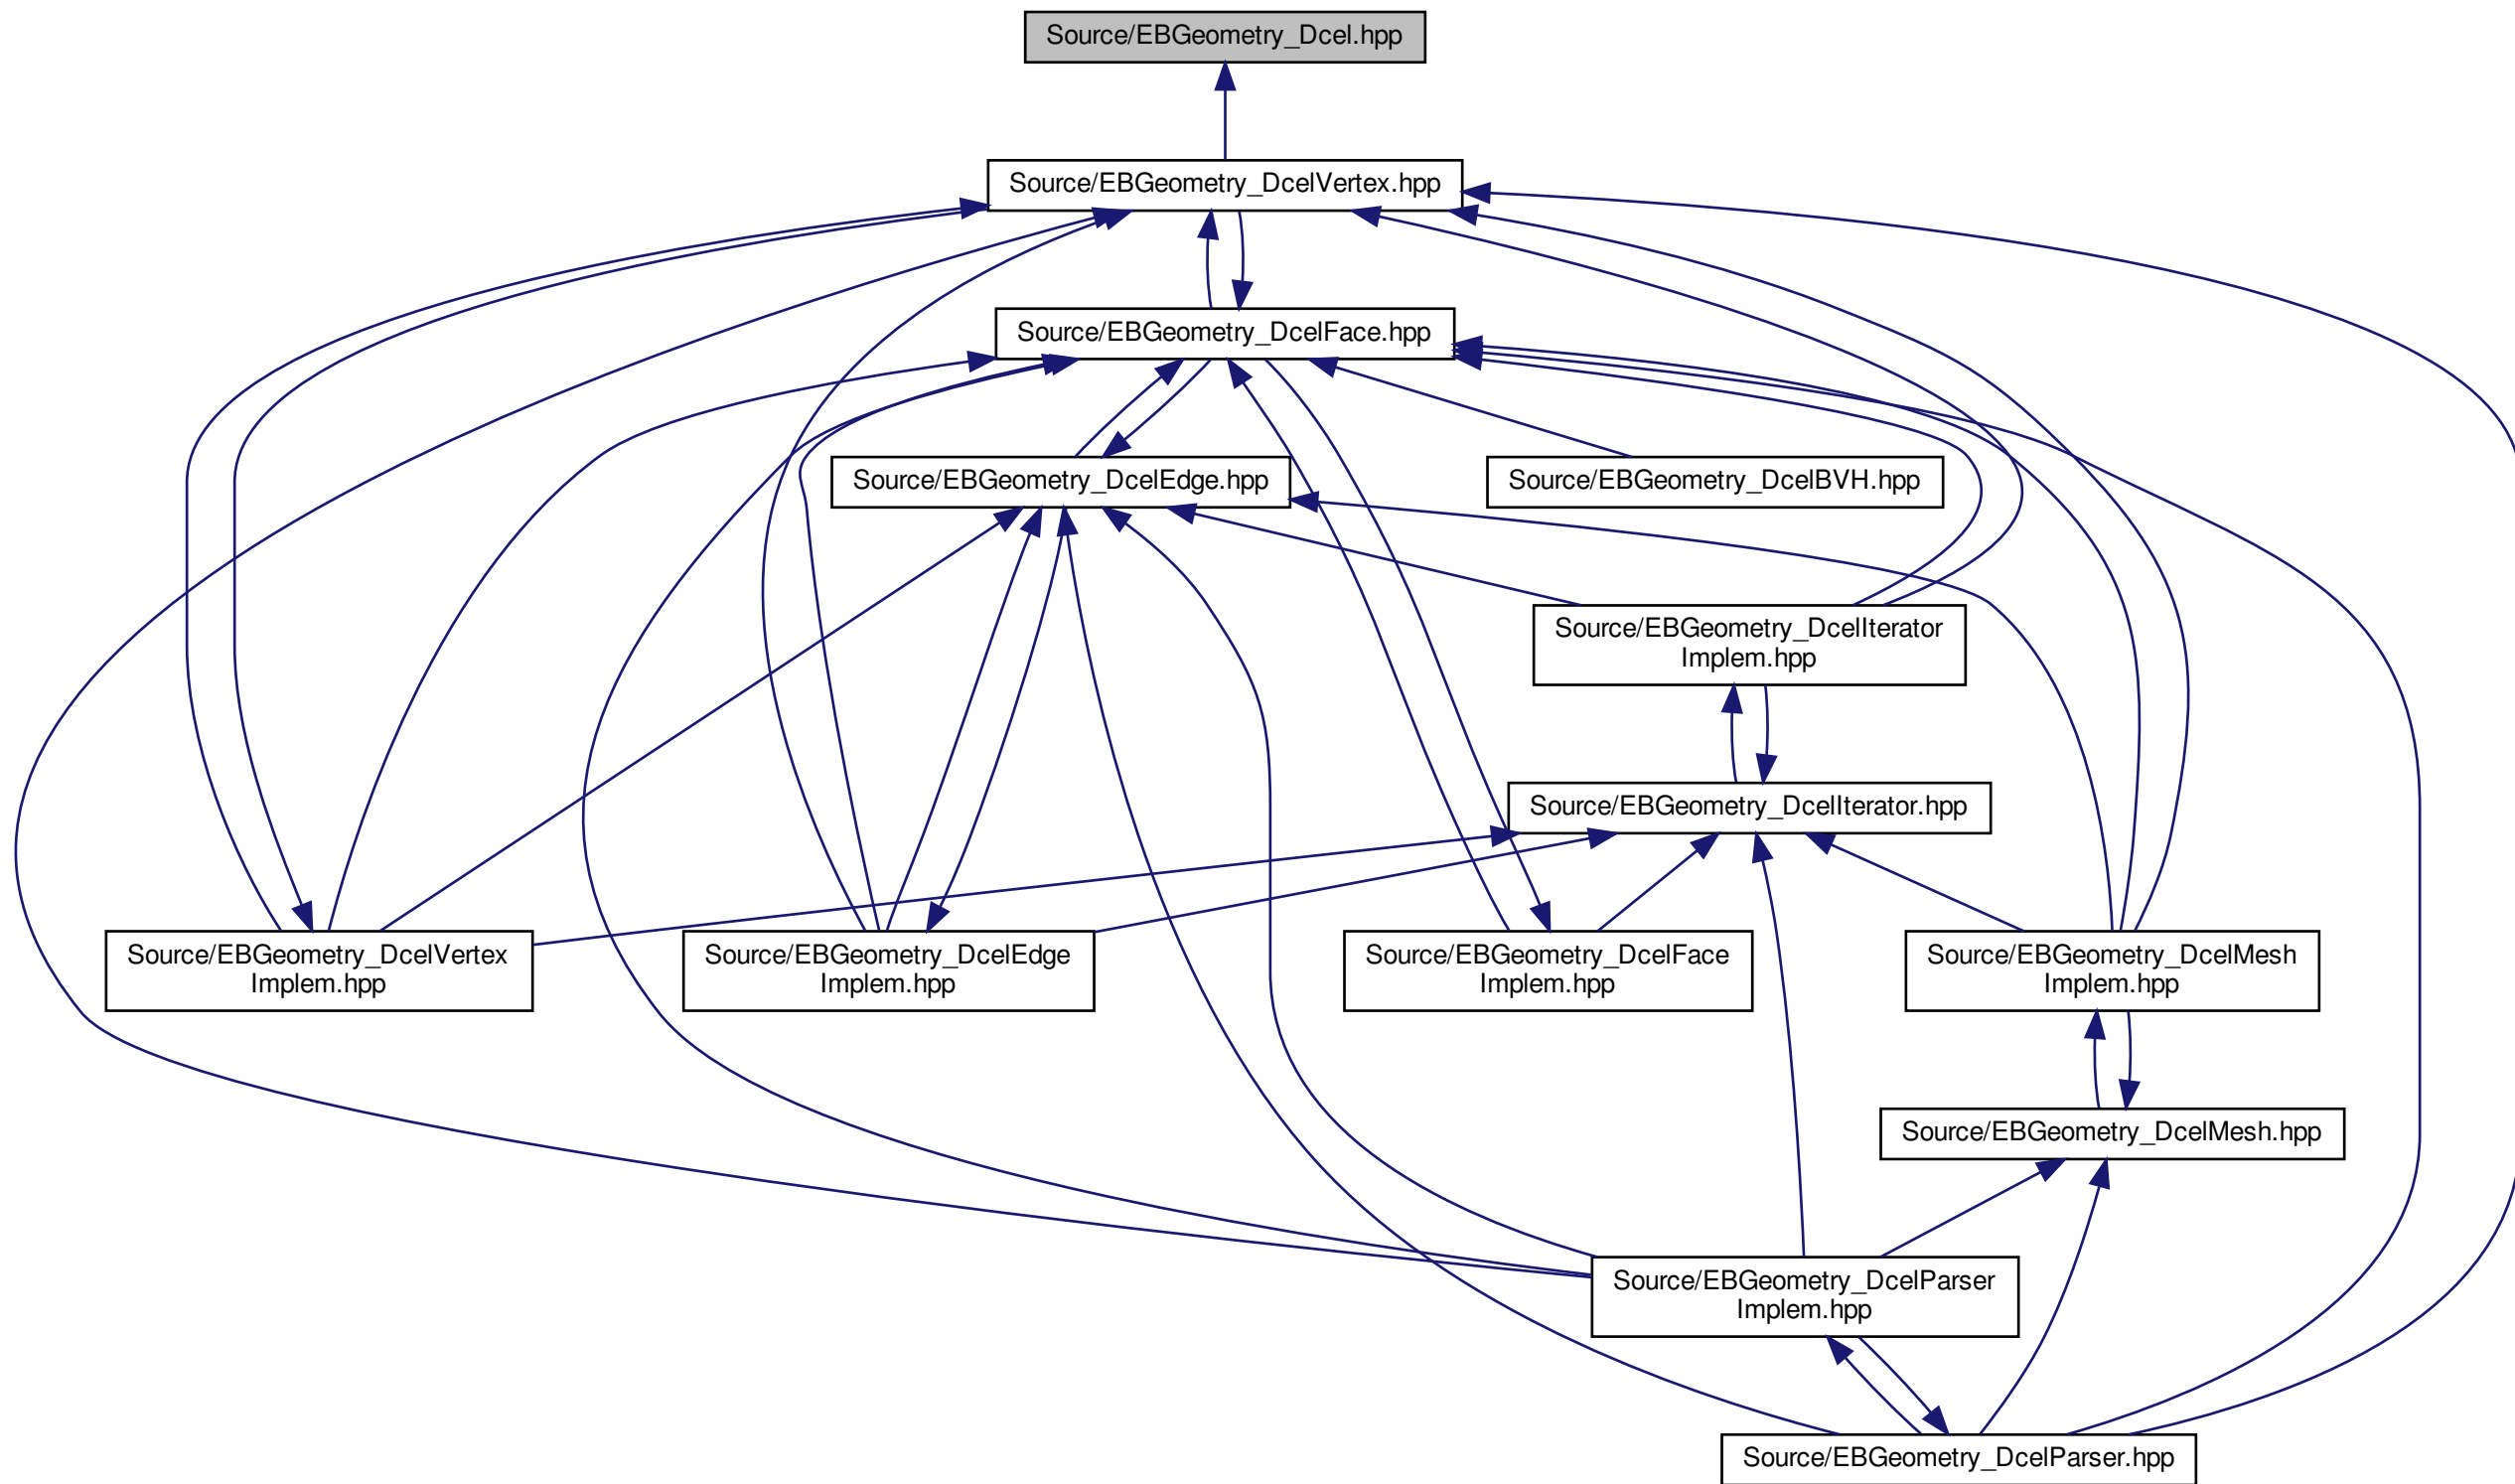 Source/EBGeometry_Dcel.hpp
Source/EBGeometry_DcelVertex.hpp
Source/EBGeometry_DcelFace.hpp
Source/EBGeometry_DcelEdge.hpp
Source/EBGeometry_DcelBVH.hpp
Source/EBGeometry_DcelIterator
Implem.hpp
Source/EBGeometry_DcelIterator.hpp
Source/EBGeometry_DcelVertex
Implem.hpp
Source/EBGeometry_DcelEdge
Implem.hpp
Source/EBGeometry_DcelFace
Implem.hpp
Source/EBGeometry_DcelMesh
Implem.hpp
Source/EBGeometry_DcelMesh.hpp
Source/EBGeometry_DcelParser
Implem.hpp
Source/EBGeometry_DcelParser.hpp